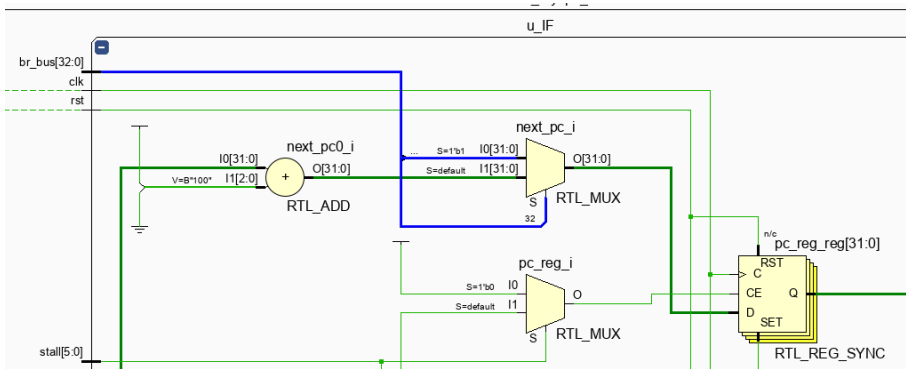 u_IF
br_bus[32:0]
clk
rst
next_pc_i
next_pc0_i
... S=1'b1 I0[31:0]
O[31:0]
I0[31:0]
O[31:0]
S=default I1[31:0]
V=B"100" I1[2:0]
+
S
RTL_MUX
RTL_ADD
32
n/c
pc_reg_reg[31:0]
pc_reg_i
RST
C
S=1'b0 I0
O
CE
Q
S=default I1
D
S
RTL_MUX
SET
stall[5:0]
RTL_REG_SYNC